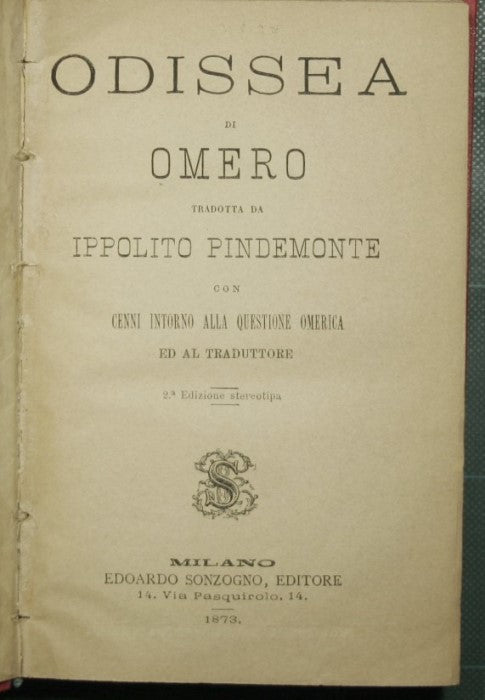 ODISSEA
DI
OMERO
TRADOTTA DA
IPPOLITO PINDEMONTE
CON
CENNI INTORNO ALLA QUESTIONE OMERICA
ED AL TRADUTTORE
2.ª Edizione stereotipa
S
MILANO
EDOARDO SONZOGNO, EDITORE
14. Via Pasquirolo, 14.
1873.